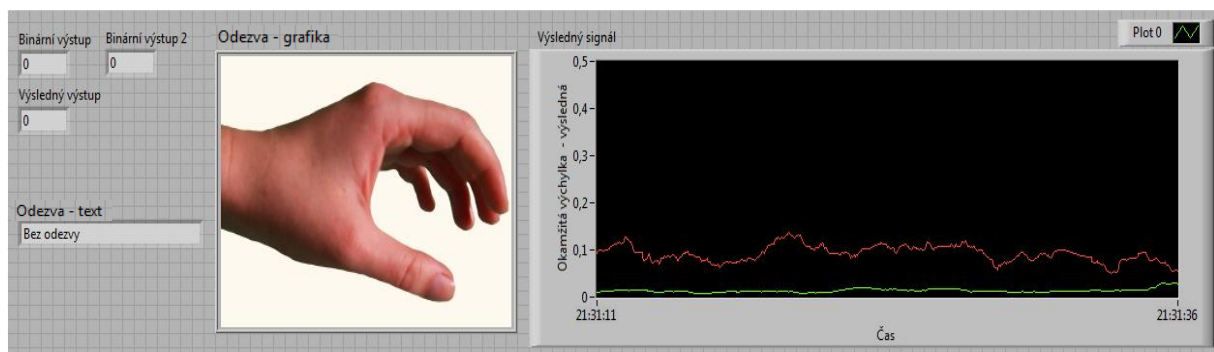 Binární výstup
Binární výstup 2
0
0
Výsledný výstup
0
Odezva - text
Bez odezvy
Odezva - grafika
Výsledný signál
Plot 0
Okamžitá výchylka - výsledná
0,5
0,4
0,3
0,2
0,1
0
21:31:11
21:31:36
Čas